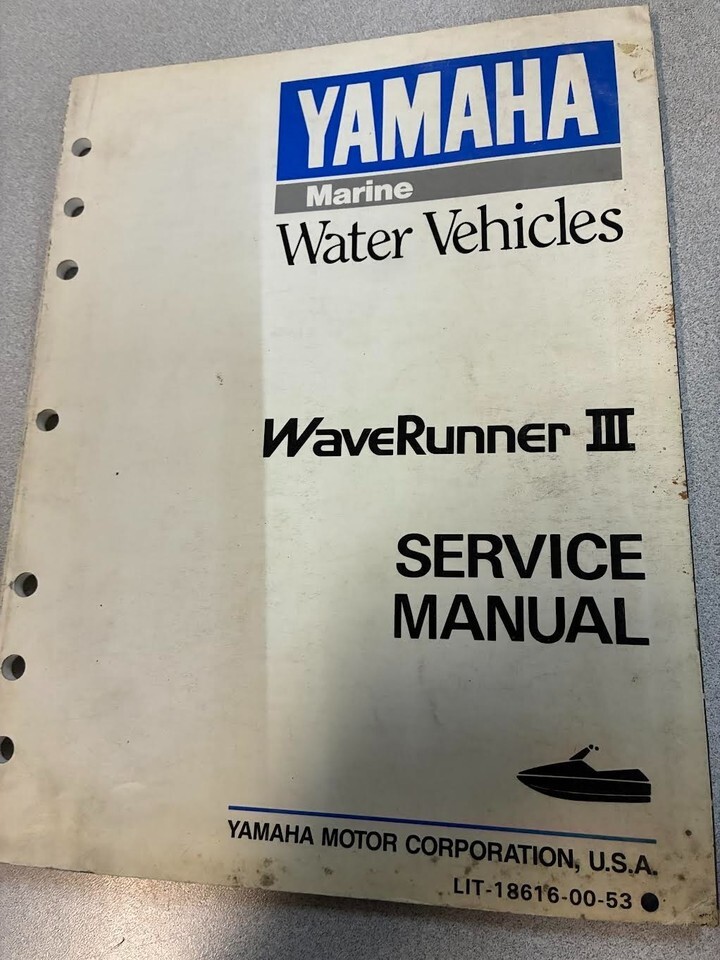 YAMAHA
Marine
Water Vehicles
WaveRunner III
SERVICE
MANUAL
YAMAHA MOTOR CORPORATION, U.S.A.
LIT-18616-00-53